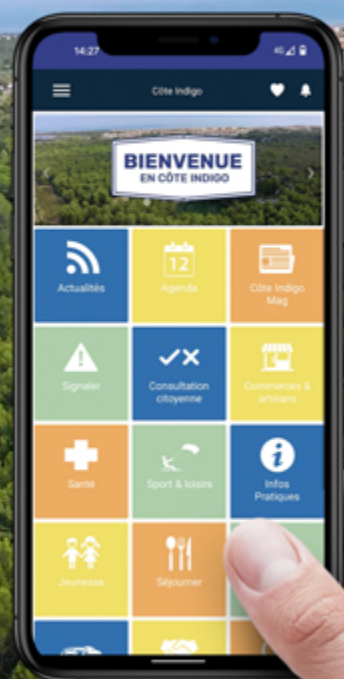 14:27
4G
Côte Indigo
BIENVENUE
EN CÔTE INDIGO
12
Actualités
Agenda
Côte Indigo
Mag
Signaler
Consultation
citoyenne
Commerces &
artisans
Santé
Sport & loisirs
Infos
Pratiques
Jeunesse
Séjourner